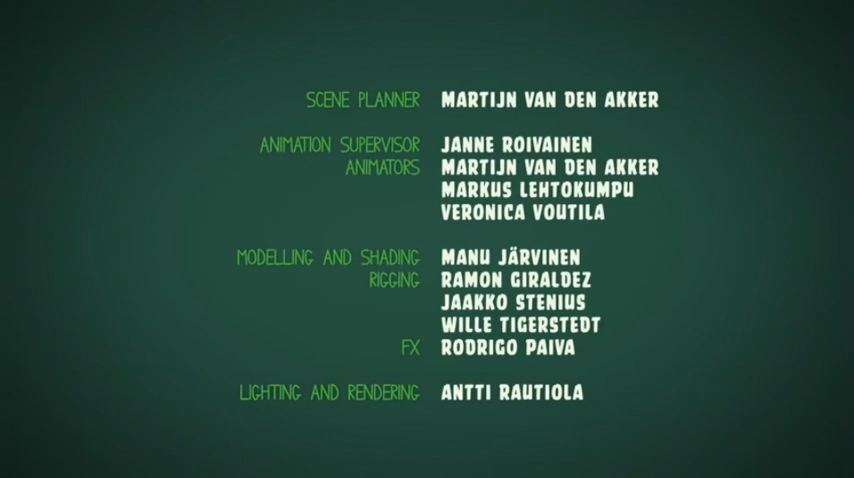 SCENE PLANNER MARTIJN VAN DEN AKKER
ANIMATION SUPERVISOR JANNE ROIVAINEN
ANIMATORS MARTIJN VAN DEN AKKER
MARKUS LEHTOKUMPU
VERONICA VOUTILA
MODELLING AND SHADING MANU JÄRVINEN
RIGGING RAMON GIRALDEZ
JAAKKO STENIUS
WILLE TIGERSTEDT
FX RODRIGO PAIVA
LIGHTING AND RENDERING ANTTI RAUTIOLA